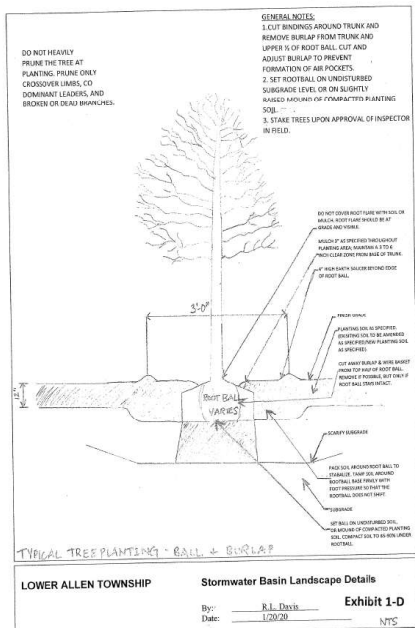 GENERAL NOTES:
1.CUT BINDINGS AROUND TRUNK AND
REMOVE BURLAP FROM TRUNK AND
UPPER ½ OF ROOT BALL. CUT AND
ADJUST BURLAP TO PREVENT
FORMATION OF AIR POCKETS.
2. SET ROOTBALL ON UNDISTURBED
SUBGRADE LEVEL OR ON SLIGHTLY
RAISED MOUND OF COMPACTED PLANTING
SOIL.
3. STAKE TREES UPON APPROVAL OF INSPECTOR
IN FIELD.
DO NOT HEAVILY
PRUNE THE TREE AT
PLANTING. PRUNE ONLY
CROSSOVER LIMBS, CO
DOMINANT LEADERS, AND
BROKEN OR DEAD BRANCHES.
DO NOT COVER ROOT FLARE WITH SOIL OR
MULCH. ROOT FLARE SHOULD BE AT
GRADE AND VISIBLE.
MULCH 3" AS SPECIFIED THROUGHOUT
PLANTING AREA; MAINTAIN A 3 TO 6
INCH CLEAR ZONE FROM BASE OF TRUNK.
4" HIGH EARTH SAUCER BEYOND EDGE
OF ROOT BALL.
3'-0"
FINISH GRADE
PLANTING SOIL AS SPECIFIED.
(EXISITING SOIL TO BE AMENDED
AS SPECIFIED/NEW PLANTING SOIL
AS SPECIFIED)
CUT AWAY BURLAP & WIRE BASKET
FROM TOP HALF OF ROOT BALL.
REMOVE IF POSSIBLE, BUT ONLY IF
ROOT BALL STAYS INTACT.
12"
ROOT BALL
VARIES
SCARIFY SUBGRADE
PACK SOIL AROUND ROOT BALL TO
STABALIZE. TAMP SOIL AROUND
ROOTBALL BASE FIRMLY WITH
FOOT PRESSURE SO THAT THE
ROOTBALL DOES NOT SHIFT.
SUBGRADE
SET BALL ON UNDISTURBED SOIL,
OR MOUND OF COMPACTED PLANTING
SOIL. COMPACT SOIL TO 85-90% UNDER
ROOTBALL.
TYPICAL TREE PLANTING - BALL & BURLAP
LOWER ALLEN TOWNSHIP
Stormwater Basin Landscape Details
By: R.L. Davis
Exhibit 1-D
Date: 1/20/20
NTS